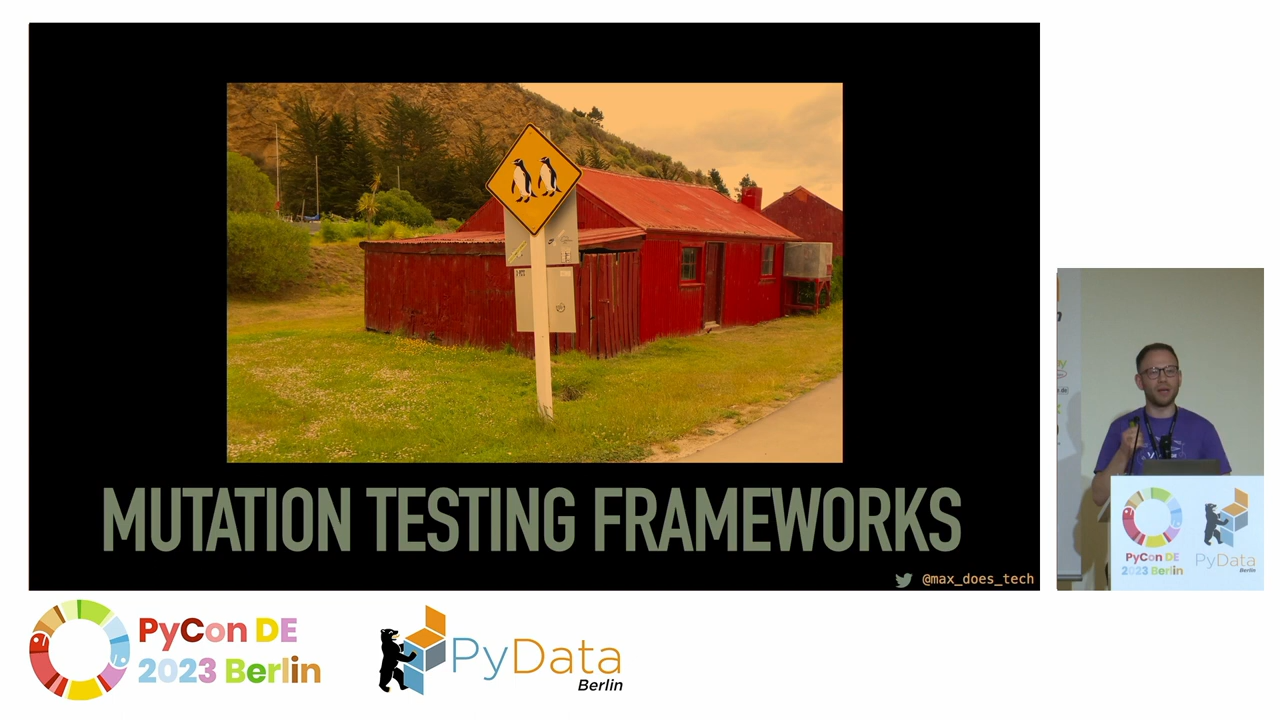 MUTATION TESTING FRAMEWORKS
@max_does_tech
PyCon DE
2023 Berlin
PyData
Berlin
PyCon DE
2023 Berlin
PyData
Berlin